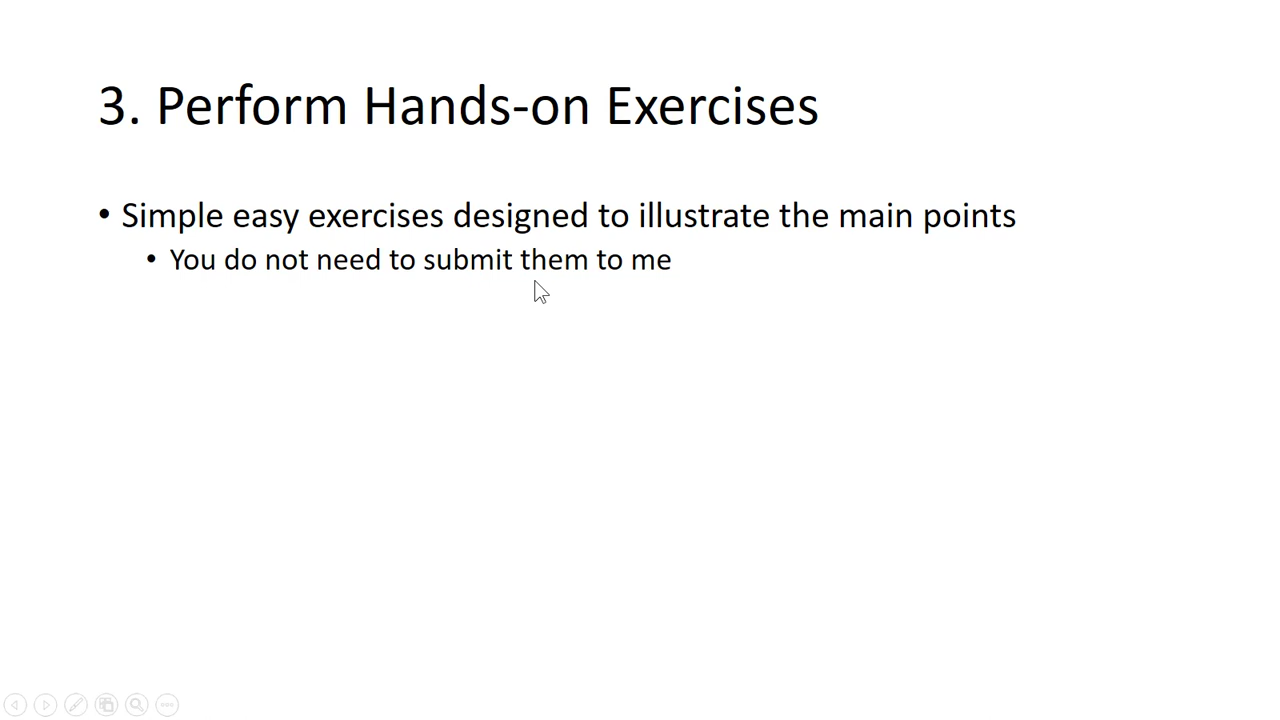 3. Perform Hands-on Exercises
• Simple easy exercises designed to illustrate the main points
• You do not need to submit them to me